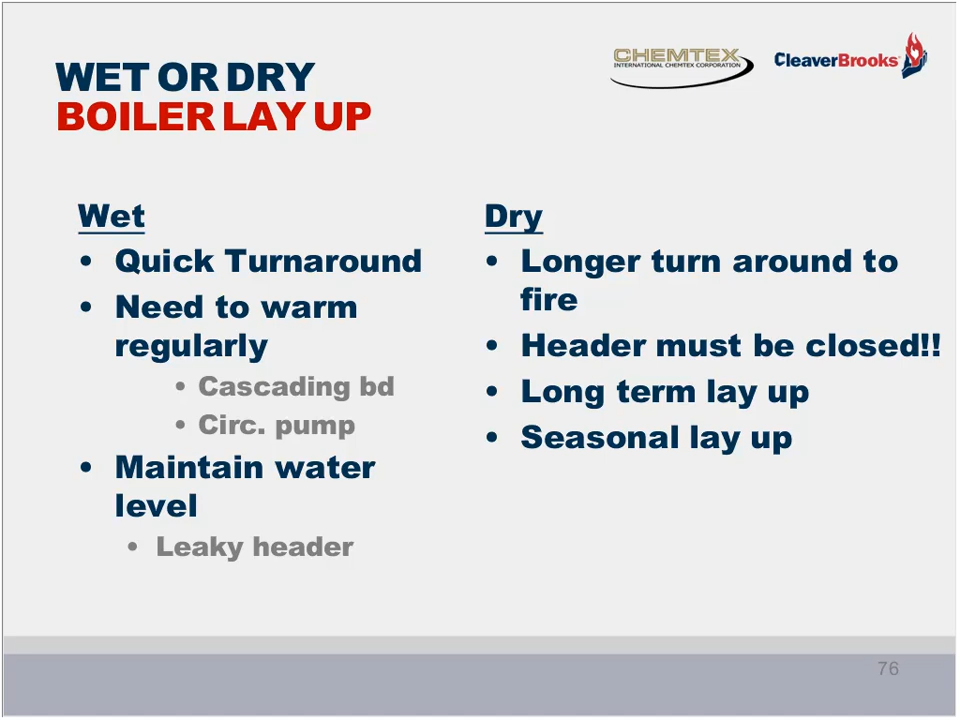 WET OR DRY
BOILER LAY UP
CHEMTEX
INTERNATIONAL CHEMTEX CORPORATION
CleaverBrooks
Wet
• Quick Turnaround
• Need to warm
regularly
• Cascading bd
• Circ. pump
• Maintain water
level
• Leaky header
Dry
• Longer turn around to
fire
• Header must be closed!!
• Long term lay up
• Seasonal lay up
76